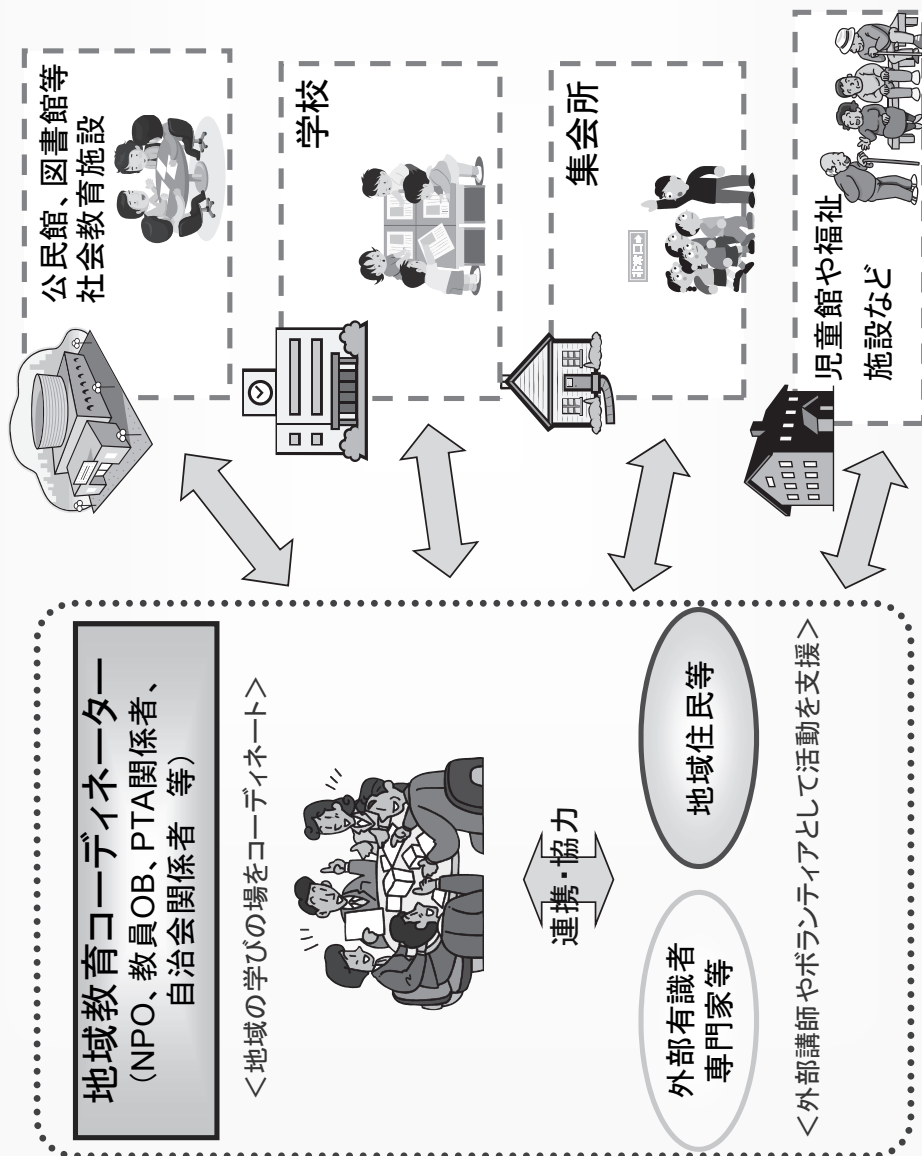 地域教育コーディネーター
(NPO、教員OB、PTA関係者、
自治会関係者　等)
＜地域の学びの場をコーディネート＞
連携・協力
外部有識者
専門家等
地域住民等
＜外部講師やボランティアとして活動を支援＞
公民館、図書館等
社会教育施設
学校
集会所
非常口
児童館や福祉
施設など